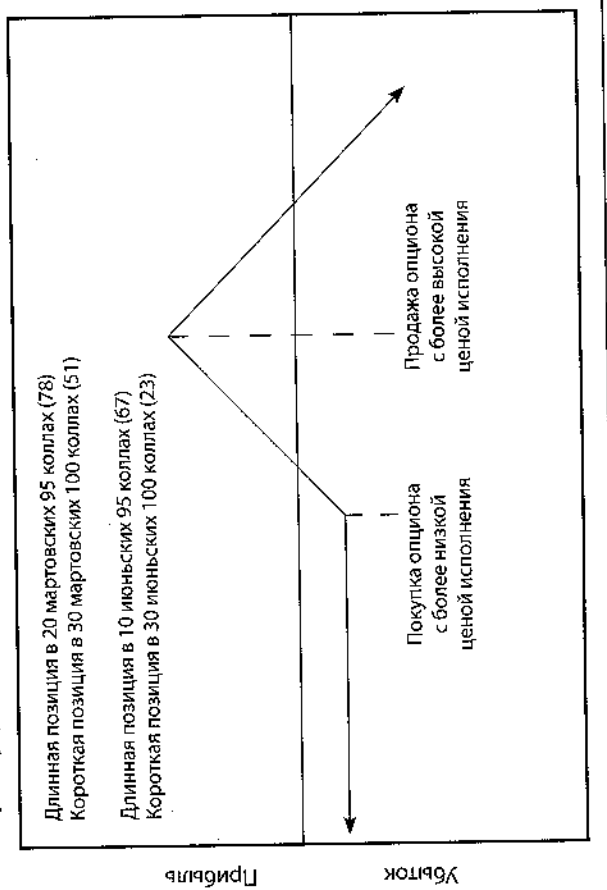 Длинная позиция в 20 мартовских 95 коллах (78)
Короткая позиция в 30 мартовских 100 коллах (51)
Длинная позиция в 10 июньских 95 коллах (67)
Короткая позиция в 30 июньских 100 коллах (23)
Прибыль
Убыток
Покупка опциона
с более низкой
ценой исполнения
Продажа опциона
с более высокой
ценой исполнения